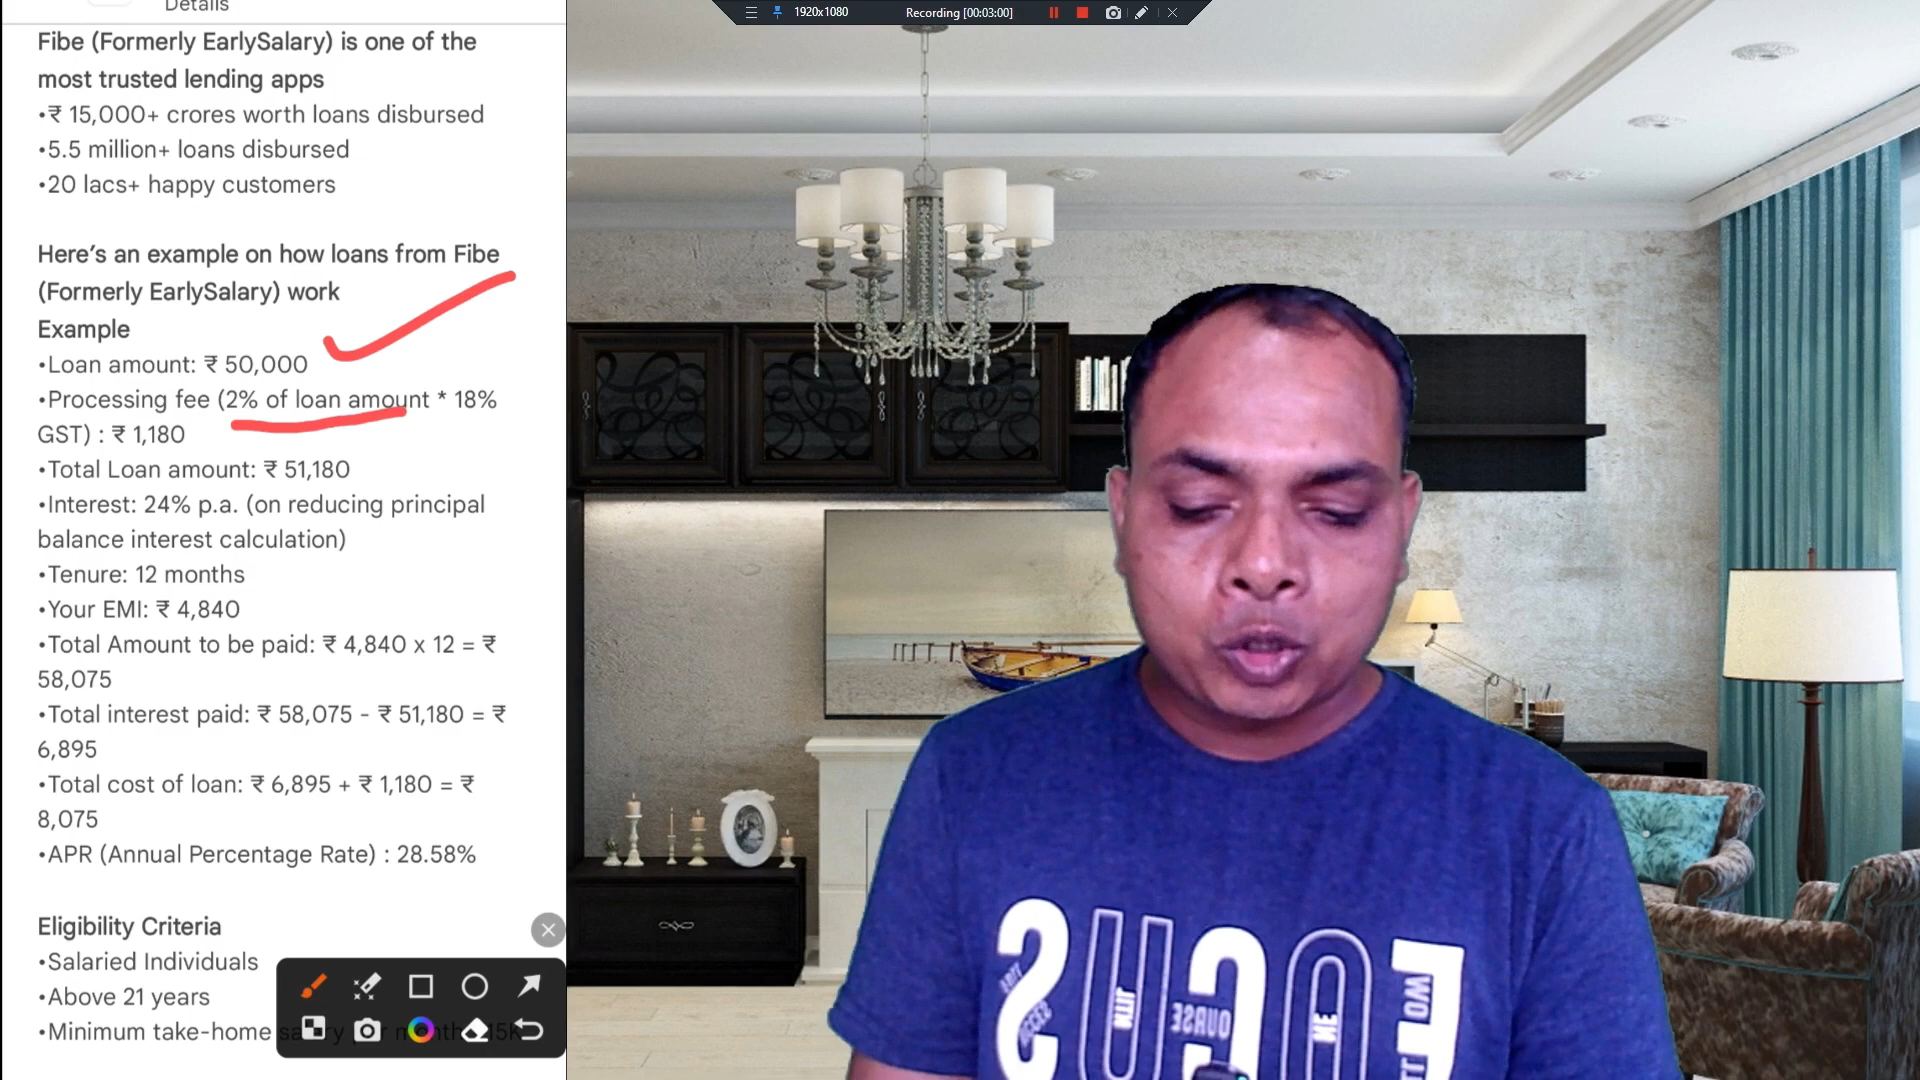 Details
1920x1080
Recording [00:03:00]
Fibe (Formerly EarlySalary) is one of the
most trusted lending apps
•₹ 15,000+ crores worth loans disbursed
•5.5 million+ loans disbursed
•20 lacs+ happy customers
Here’s an example on how loans from Fibe
(Formerly EarlySalary) work
Example
•Loan amount: ₹ 50,000
•Processing fee (2% of loan amount * 18%
GST) : ₹ 1,180
•Total Loan amount: ₹ 51,180
•Interest: 24% p.a. (on reducing principal
balance interest calculation)
•Tenure: 12 months
•Your EMI: ₹ 4,840
•Total Amount to be paid: ₹ 4,840 x 12 = ₹
58,075
•Total interest paid: ₹ 58,075 - ₹ 51,180 = ₹
6,895
•Total cost of loan: ₹ 6,895 + ₹ 1,180 = ₹
8,075
•APR (Annual Percentage Rate) : 28.58%
Eligibility Criteria
•Salaried Individuals
•Above 21 years
•Minimum take-home salary per month 15K
FOCUS